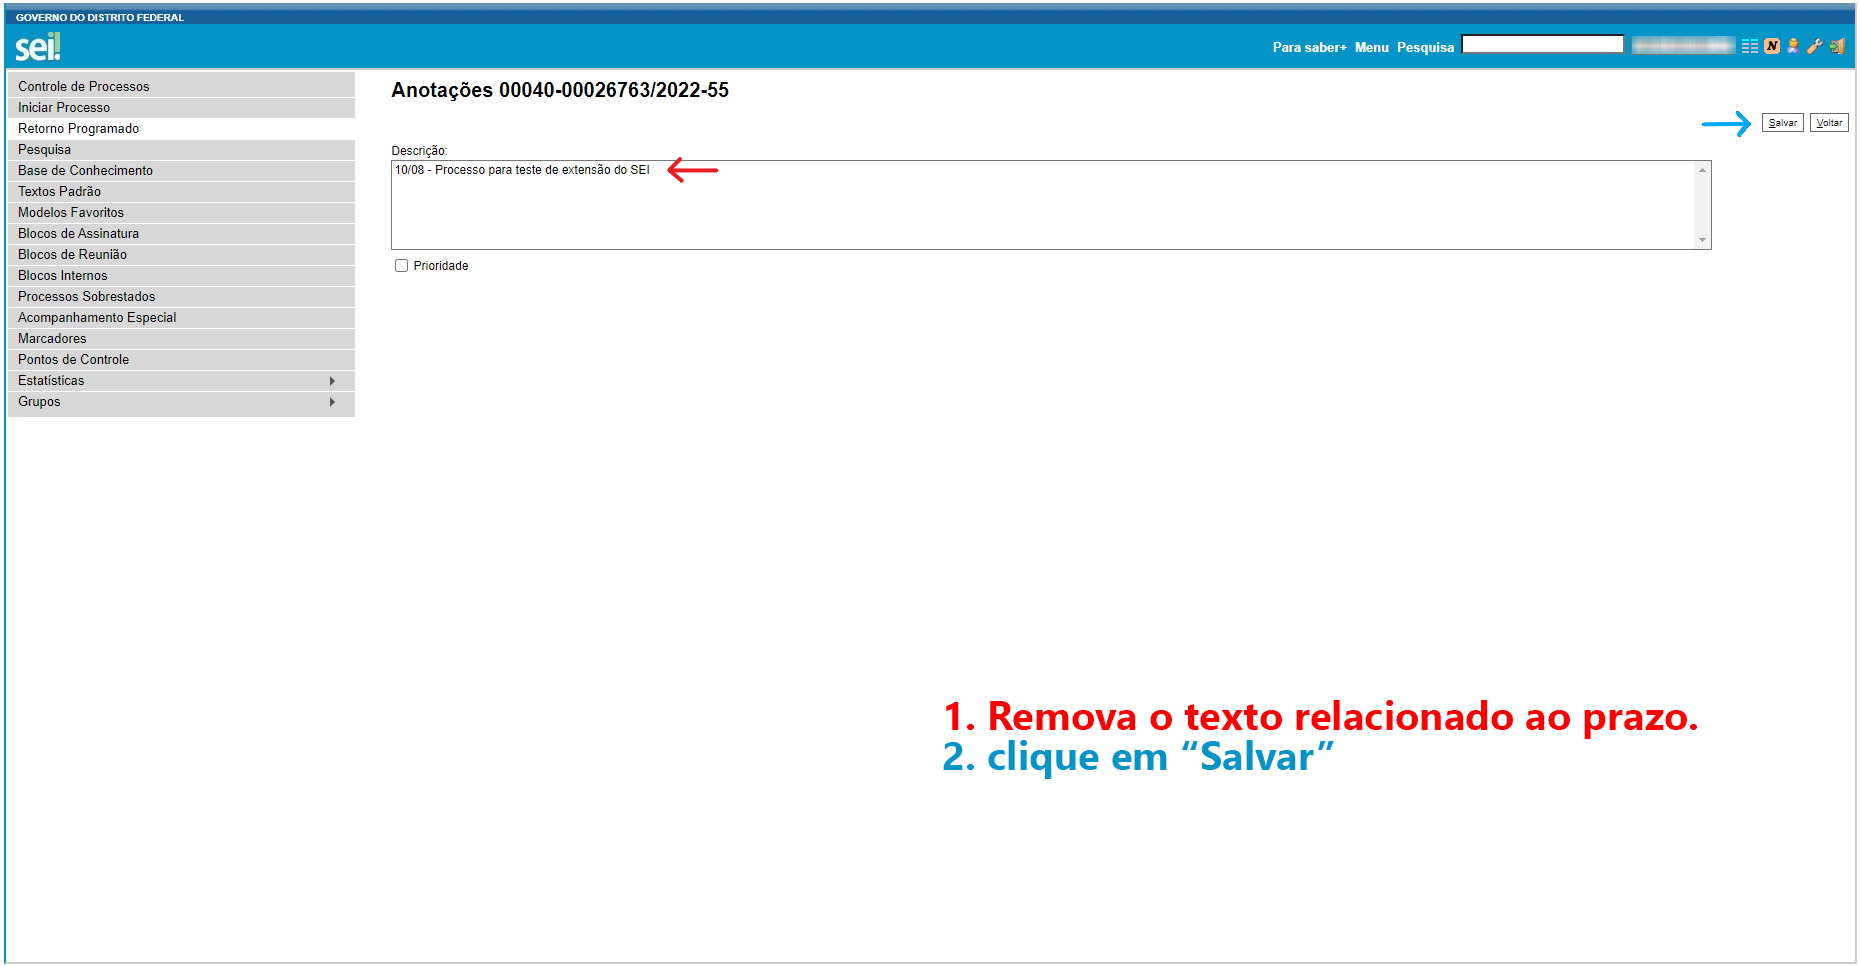 GOVERNO DO DISTRITO FEDERAL
sei!
Para saber+ Menu Pesquisa
N
Controle de Processos
Iniciar Processo
Retorno Programado
Pesquisa
Base de Conhecimento
Textos Padrão
Modelos Favoritos
Blocos de Assinatura
Blocos de Reunião
Blocos Internos
Processos Sobrestados
Acompanhamento Especial
Marcadores
Pontos de Controle
Estatísticas
Grupos
Anotações 00040-00026763/2022-55
Salvar Voltar
Descrição:
10/08 - Processo para teste de extensão do SEI
Prioridade
1. Remova o texto relacionado ao prazo.
2. clique em “Salvar”